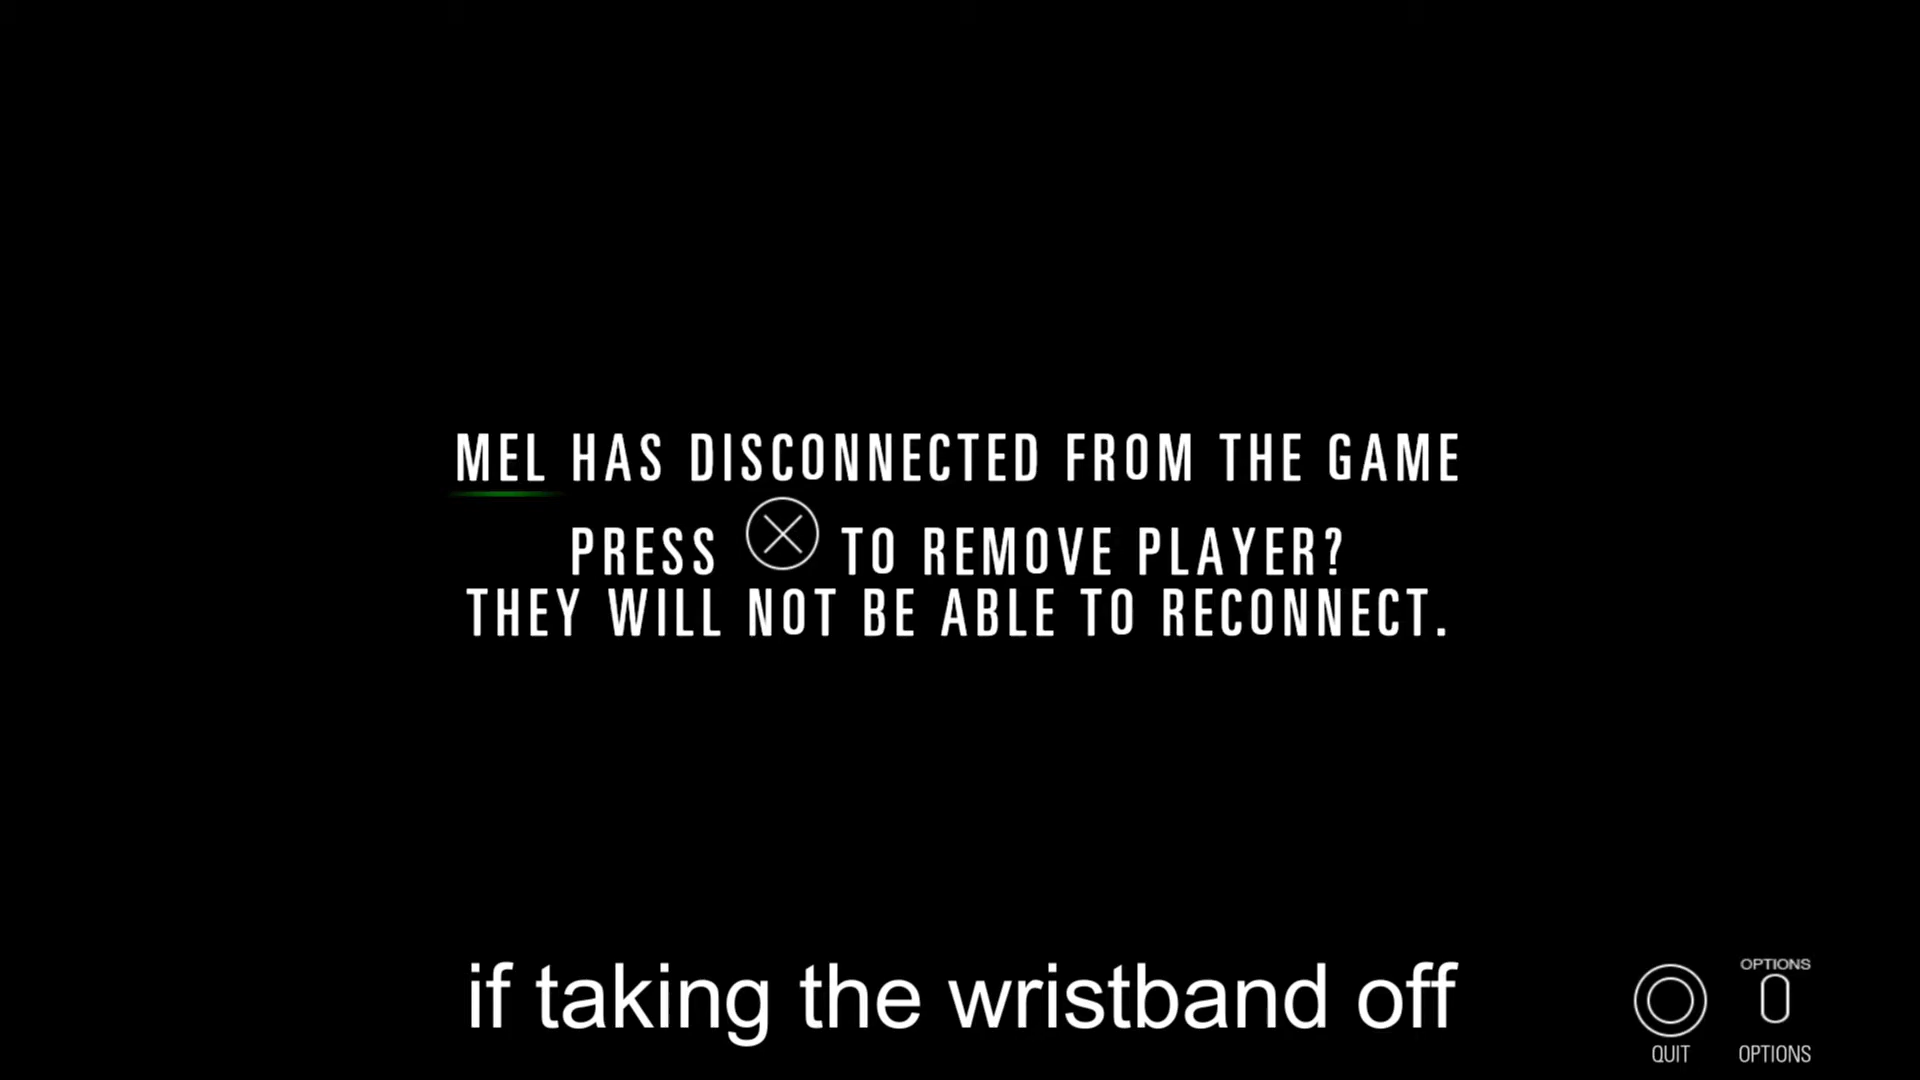 MEL HAS DISCONNECTED FROM THE GAME
PRESS TO REMOVE PLAYER?
THEY WILL NOT BE ABLE TO RECONNECT.
if taking the wristband off
OPTIONS
QUIT OPTIONS